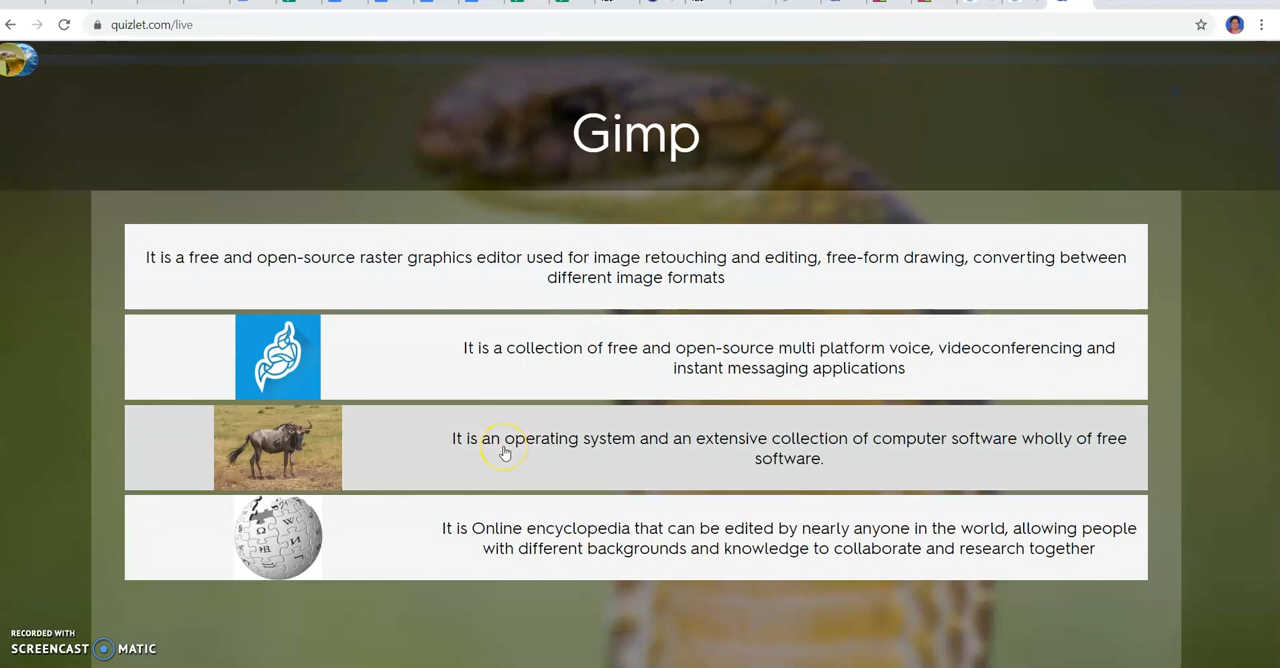 quizlet.com/live
Gimp
It is a free and open-source raster graphics editor used for image retouching and editing, free-form drawing, converting between
different image formats
It is a collection of free and open-source multi platform voice, videoconferencing and
instant messaging applications
It is an operating system and an extensive collection of computer software wholly of free
software.
It is Online encyclopedia that can be edited by nearly anyone in the world, allowing people
with different backgrounds and knowledge to collaborate and research together
RECORDED WITH
SCREENCAST MATIC